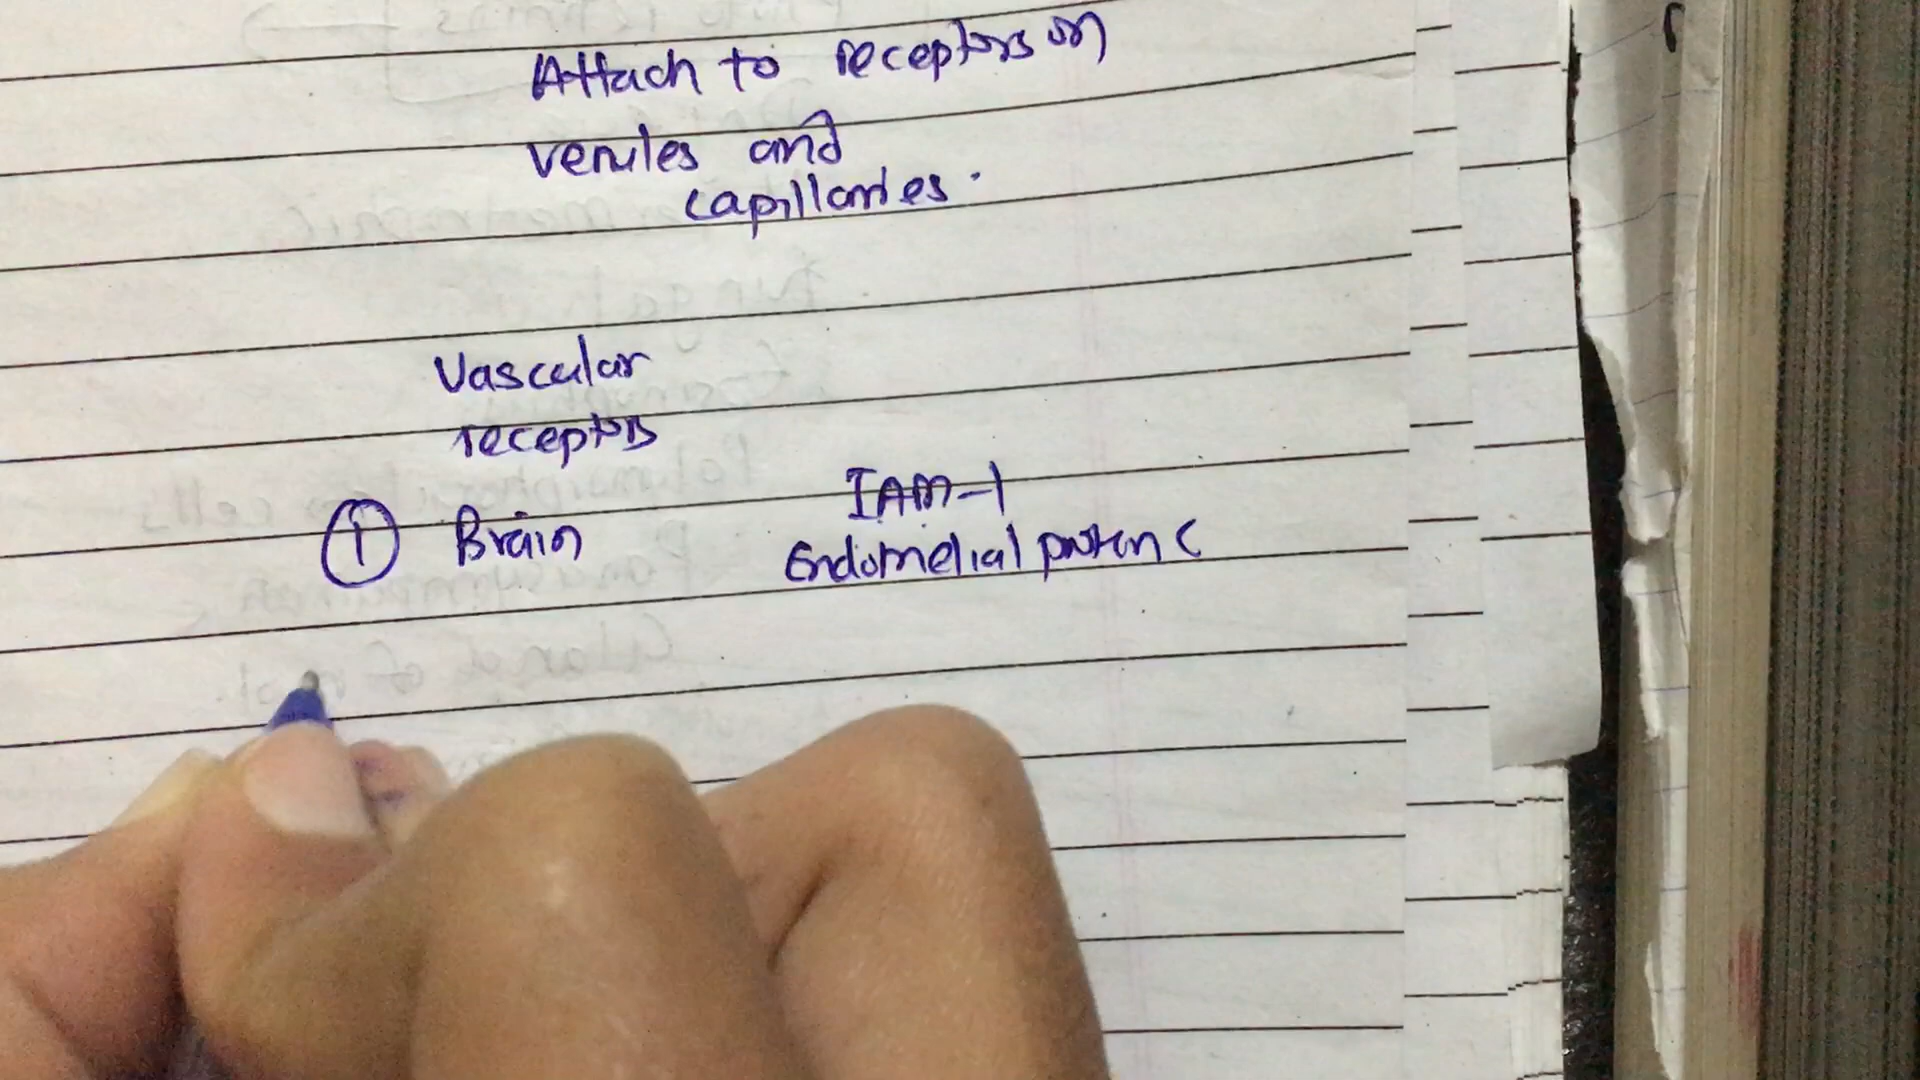 Attach to receptors on
venules and
capillaries.
Vascular
receptors
① Brain
IAM-1
Endothelial protein C